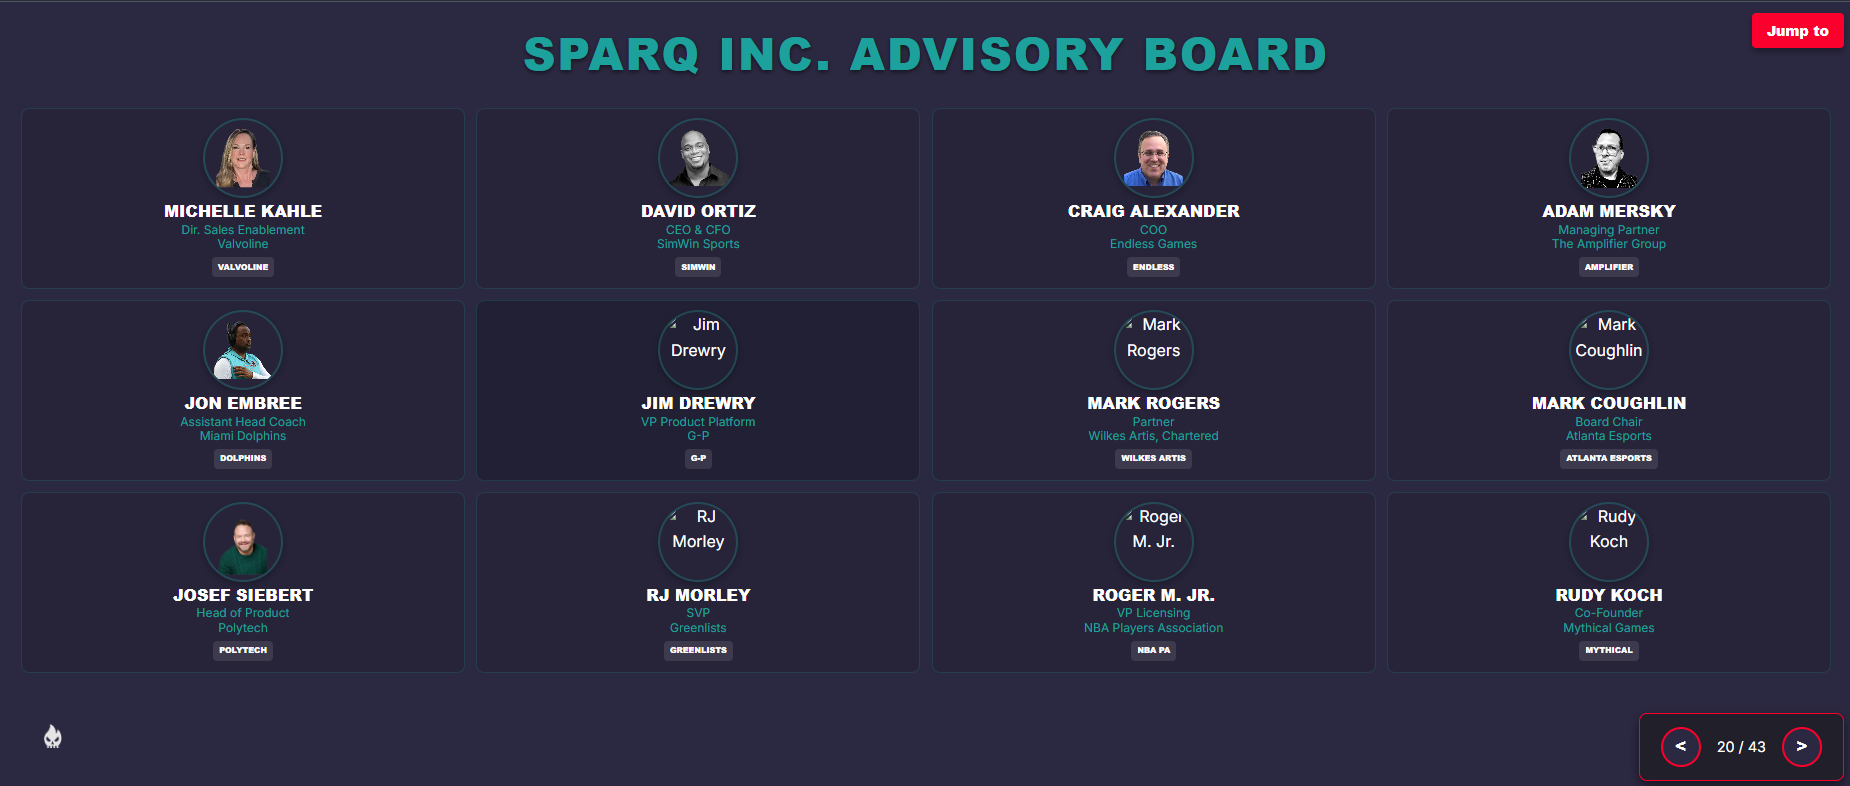 Jump to
SPARQ INC. ADVISORY BOARD
MICHELLE KAHLE
Dir. Sales Enablement
Valvoline
VALVOLINE
DAVID ORTIZ
CEO & CFO
SimWin Sports
SIMWIN
CRAIG ALEXANDER
COO
Endless Games
ENDLESS
ADAM MERSKY
Managing Partner
The Amplifier Group
AMPLIFIER
JON EMBREE
Assistant Head Coach
Miami Dolphins
DOLPHINS
Jim
Drewry
JIM DREWRY
VP Product Platform
G-P
G-P
Mark
Rogers
MARK ROGERS
Partner
Wilkes Artis, Chartered
WILKES ARTIS
Mark
Coughlin
MARK COUGHLIN
Board Chair
Atlanta Esports
ATLANTA ESPORTS
JOSEF SIEBERT
Head of Product
Polytech
POLYTECH
RJ
Morley
RJ MORLEY
SVP
Greenlists
GREENLISTS
Roger
M. Jr.
ROGER M. JR.
VP Licensing
NBA Players Association
NBA PA
Rudy
Koch
RUDY KOCH
Co-Founder
Mythical Games
MYTHICAL
< 20 / 43 >